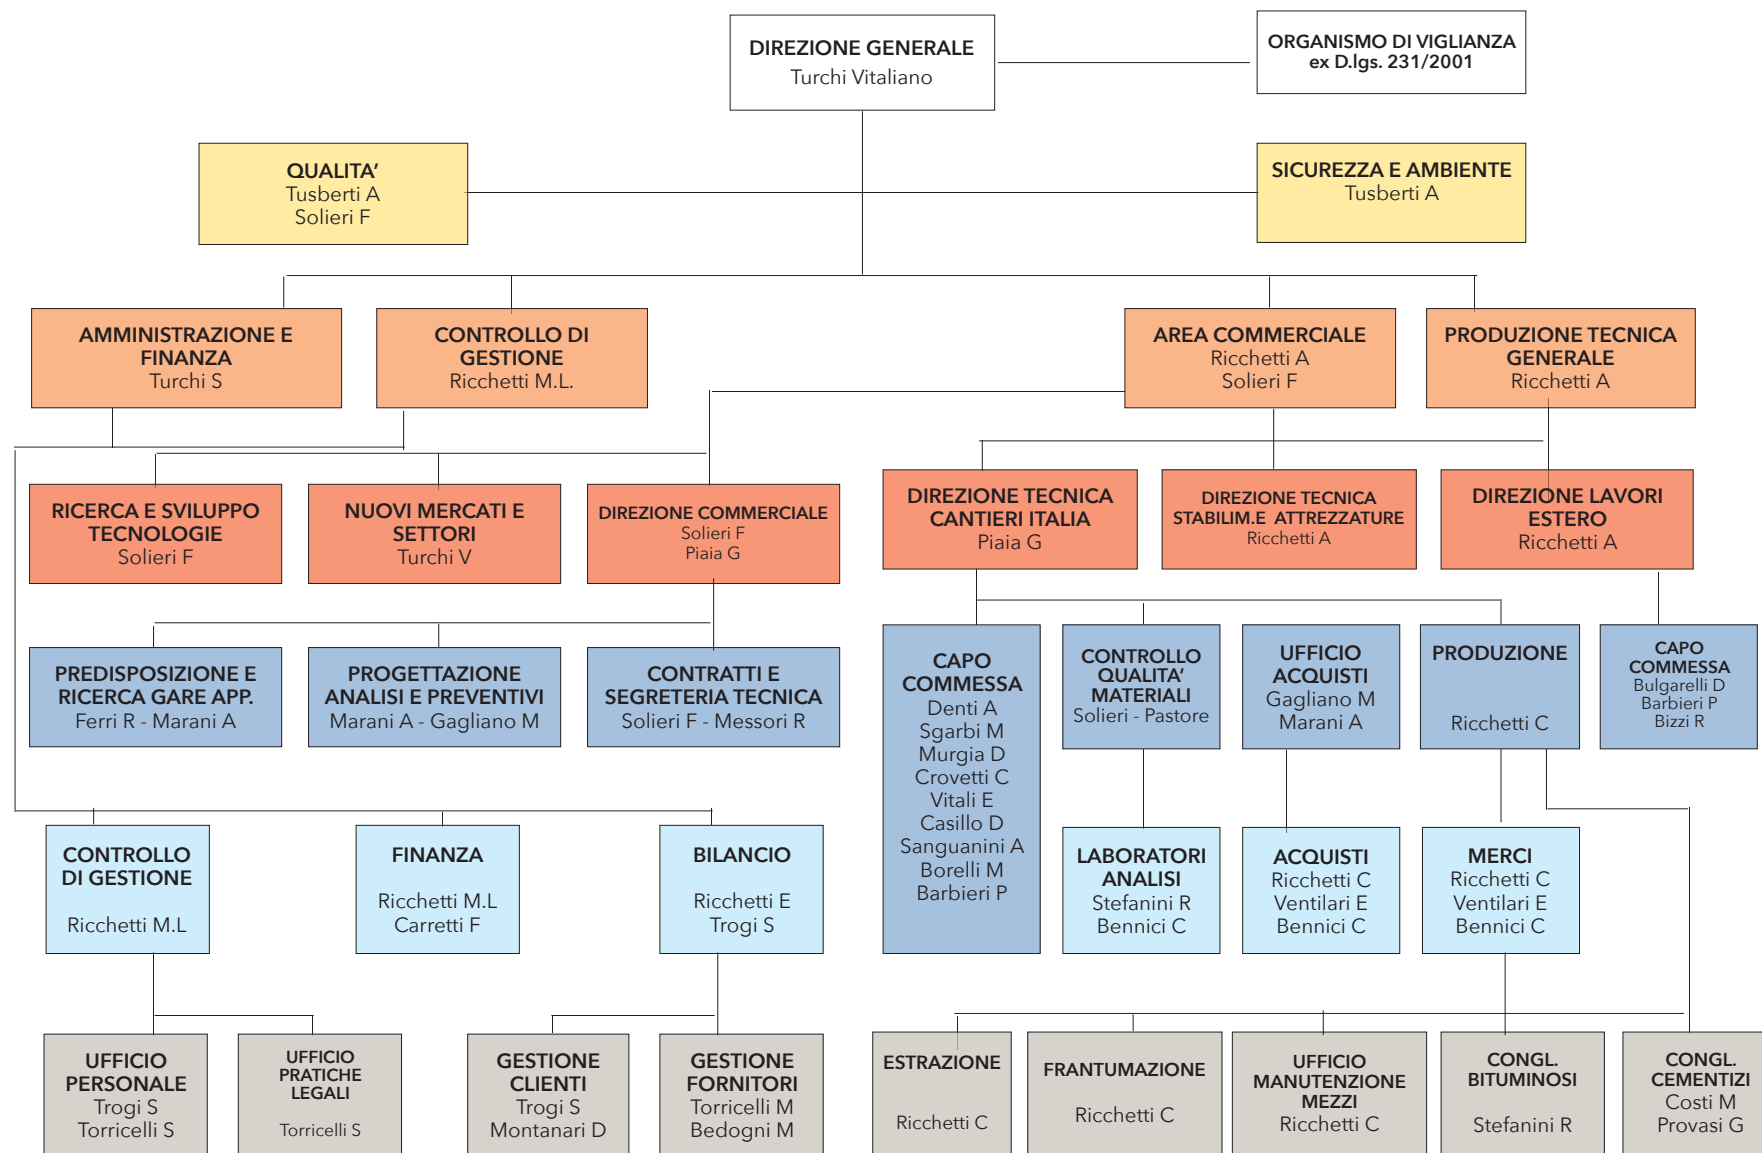 DIREZIONE GENERALE
Turchi Vitaliano
ORGANISMO DI VIGLIANZA
ex D.lgs. 231/2001
QUALITA'
Tusberti A
Solieri F
SICUREZZA E AMBIENTE
Tusberti A
AMMINISTRAZIONE E
FINANZA
Turchi S
CONTROLLO DI
GESTIONE
Ricchetti M.L.
AREA COMMERCIALE
Ricchetti A
Solieri F
PRODUZIONE TECNICA
GENERALE
Ricchetti A
RICERCA E SVILUPPO
TECNOLOGIE
Solieri F
NUOVI MERCATI E
SETTORI
Turchi V
DIREZIONE COMMERCIALE
Solieri F
Piaia G
DIREZIONE TECNICA
CANTIERI ITALIA
Piaia G
DIREZIONE TECNICA
STABILIM.E ATTREZZATURE
Ricchetti A
DIREZIONE LAVORI
ESTERO
Ricchetti A
PREDISPOSIZIONE E
RICERCA GARE APP.
Ferri R - Marani A
PROGETTAZIONE
ANALISI E PREVENTIVI
Marani A - Gagliano M
CONTRATTI E
SEGRETERIA TECNICA
Solieri F - Messori R
CAPO
COMMESSA
Denti A
Sgarbi M
Murgia D
Crovetti C
Vitali E
Casillo D
Sanguanini A
Borelli M
Barbieri P
CONTROLLO
QUALITA'
MATERIALI
Solieri - Pastore
UFFICIO
ACQUISTI
Gagliano M
Marani A
PRODUZIONE
Ricchetti C
CAPO
COMMESSA
Bulgarelli D
Barbieri P
Bizzi R
CONTROLLO
DI GESTIONE
Ricchetti M.L
FINANZA
Ricchetti M.L
Carretti F
BILANCIO
Ricchetti E
Trogi S
LABORATORI
ANALISI
Stefanini R
Bennici C
ACQUISTI
Ricchetti C
Ventilari E
Bennici C
MERCI
Ricchetti C
Ventilari E
Bennici C
UFFICIO
PERSONALE
Trogi S
Torricelli S
UFFICIO
PRATICHE
LEGALI
Torricelli S
GESTIONE
CLIENTI
Trogi S
Montanari D
GESTIONE
FORNITORI
Torricelli M
Bedogni M
ESTRAZIONE
Ricchetti C
FRANTUMAZIONE
Ricchetti C
UFFICIO
MANUTENZIONE
MEZZI
Ricchetti C
CONGL.
BITUMINOSI
Stefanini R
CONGL.
CEMENTIZI
Costi M
Provasi G